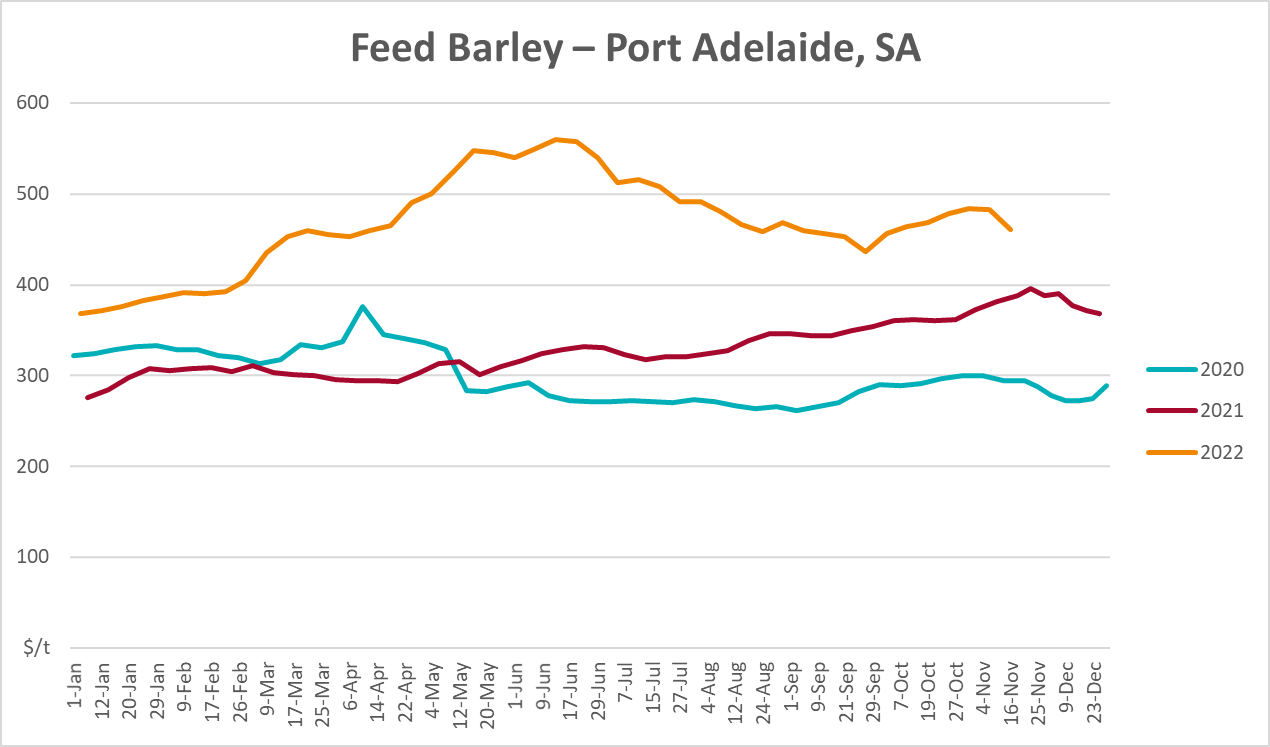 Feed Barley – Port Adelaide, SA
600
500
400
300
200
100
$/t
1-Jan
12-Jan
20-Jan
29-Jan
9-Feb
17-Feb
26-Feb
9-Mar
17-Mar
25-Mar
6-Apr
14-Apr
22-Apr
4-May
12-May
20-May
1-Jun
9-Jun
17-Jun
29-Jun
7-Jul
15-Jul
27-Jul
4-Aug
12-Aug
24-Aug
1-Sep
9-Sep
21-Sep
29-Sep
7-Oct
19-Oct
27-Oct
4-Nov
16-Nov
25-Nov
9-Dec
23-Dec
2020
2021
2022